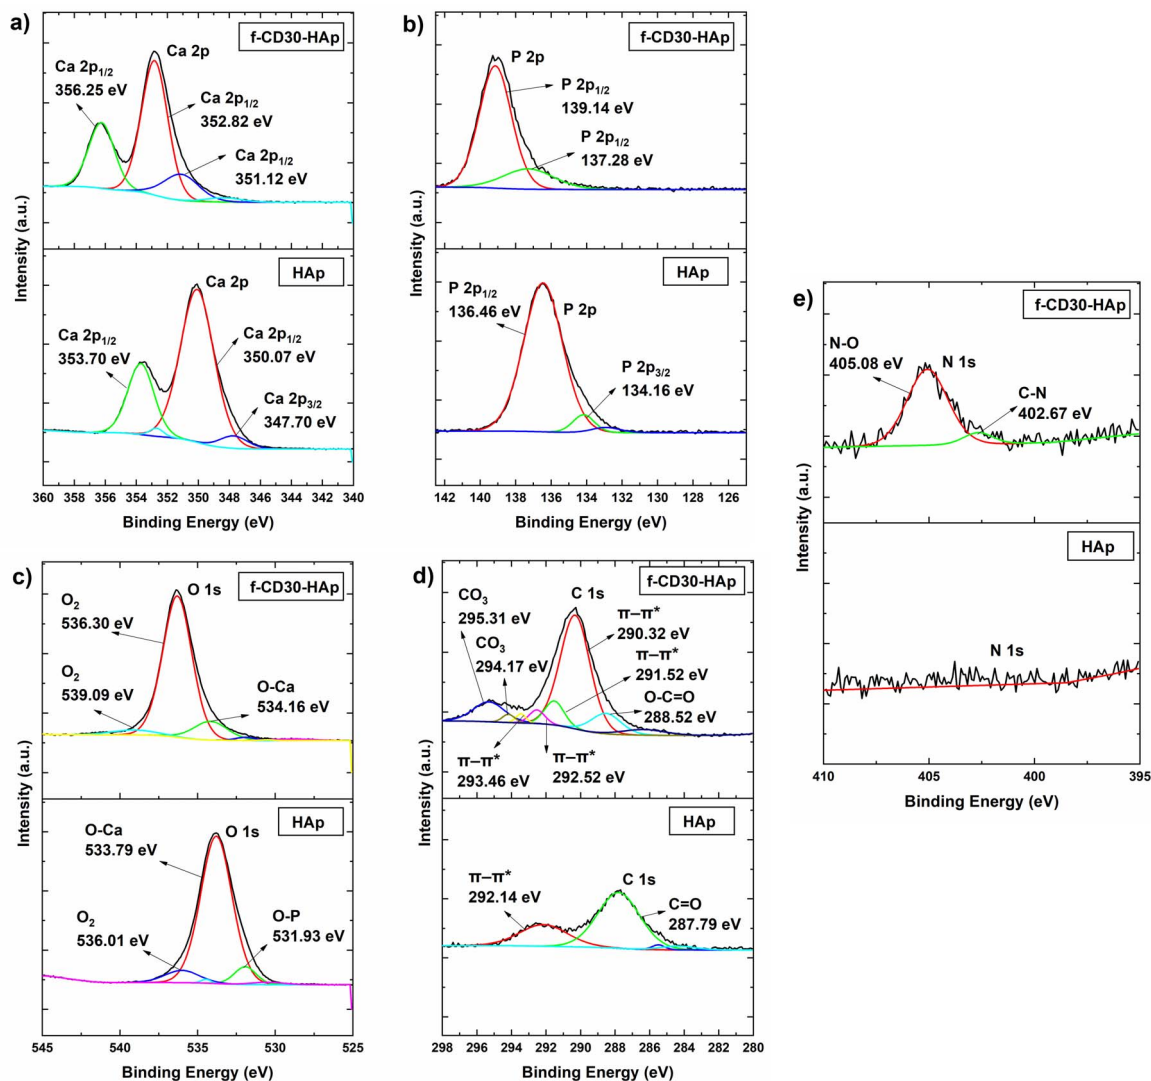 a)
f-CD30-HAp
Ca 2p
Ca 2p1/2
356.25 eV
Ca 2p1/2
352.82 eV
Ca 2p1/2
351.12 eV
HAp
Ca 2p
Ca 2p1/2
353.70 eV
Ca 2p1/2
350.07 eV
Ca 2p3/2
347.70 eV
Intensity (a.u.)
360 358 356 354 352 350 348 346 344 342 340
Binding Energy (eV)
b)
f-CD30-HAp
P 2p
P 2p1/2
139.14 eV
P 2p1/2
137.28 eV
HAp
P 2p1/2
136.46 eV
P 2p
P 2p3/2
134.16 eV
Intensity (a.u.)
142 140 138 136 134 132 130 128 126
Binding Energy (eV)
c)
f-CD30-HAp
O 1s
O2
536.30 eV
O2
539.09 eV
O-Ca
534.16 eV
HAp
O-Ca
533.79 eV
O 1s
O2
536.01 eV
O-P
531.93 eV
Intensity (a.u.)
545 540 535 530 525
Binding Energy (eV)
d)
f-CD30-HAp
CO3
295.31 eV
C 1s
CO3
294.17 eV
π–π*
290.32 eV
π–π*
291.52 eV
O-C=O
288.52 eV
π–π*
293.46 eV
π–π*
292.52 eV
HAp
π–π*
292.14 eV
C 1s
C=O
287.79 eV
Intensity (a.u.)
298 296 294 292 290 288 286 284 282 280
Binding Energy (eV)
e)
f-CD30-HAp
N-O
405.08 eV
N 1s
C-N
402.67 eV
HAp
N 1s
Intensity (a.u.)
410 405 400 395
Binding Energy (eV)